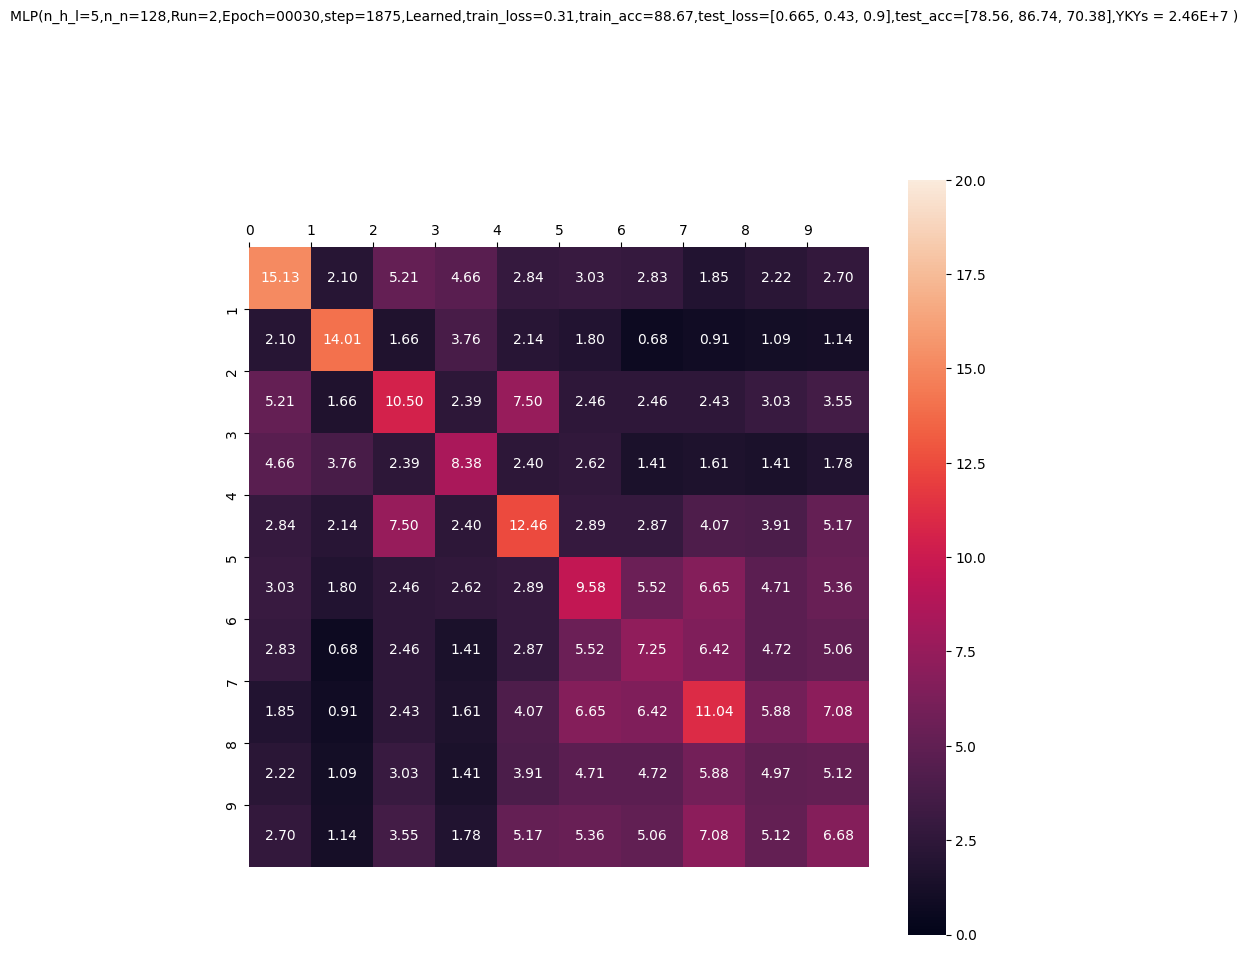 MLP(n_h_l=5,n_n=128,Run=2,Epoch=00030,step=1875,Learned,train_loss=0.31,train_acc=88.67,test_loss=[0.665, 0.43, 0.9],test_acc=[78.56, 86.74, 70.38],YKYs = 2.46E+7 )
0 1 2 3 4 5 6 7 8 9
15.13 2.10 5.21 4.66 2.84 3.03 2.83 1.85 2.22 2.70
1
2.10 14.01 1.66 3.76 2.14 1.80 0.68 0.91 1.09 1.14
2
5.21 1.66 10.50 2.39 7.50 2.46 2.46 2.43 3.03 3.55
3
4.66 3.76 2.39 8.38 2.40 2.62 1.41 1.61 1.41 1.78
4
2.84 2.14 7.50 2.40 12.46 2.89 2.87 4.07 3.91 5.17
5
3.03 1.80 2.46 2.62 2.89 9.58 5.52 6.65 4.71 5.36
6
2.83 0.68 2.46 1.41 2.87 5.52 7.25 6.42 4.72 5.06
7
1.85 0.91 2.43 1.61 4.07 6.65 6.42 11.04 5.88 7.08
8
2.22 1.09 3.03 1.41 3.91 4.71 4.72 5.88 4.97 5.12
9
2.70 1.14 3.55 1.78 5.17 5.36 5.06 7.08 5.12 6.68
20.0
17.5
15.0
12.5
10.0
7.5
5.0
2.5
0.0